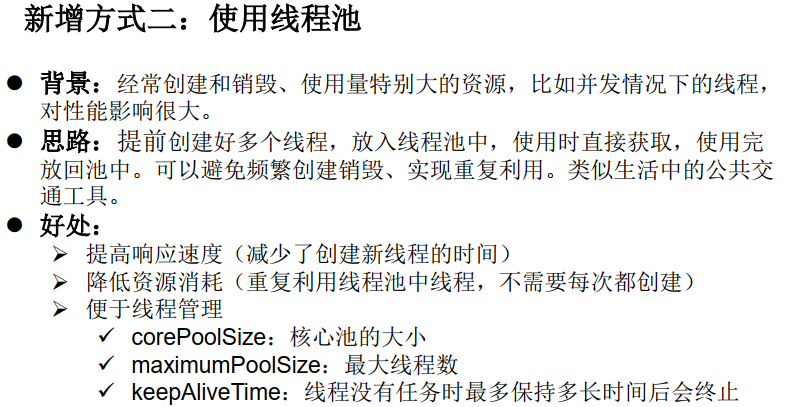 新增方式二：使用线程池
● 背景：经常创建和销毁、使用量特别大的资源，比如并发情况下的线程，
对性能影响很大。
● 思路：提前创建好多个线程，放入线程池中，使用时直接获取，使用完
放回池中。可以避免频繁创建销毁、实现重复利用。类似生活中的公共交
通工具。
● 好处：
➢ 提高响应速度（减少了创建新线程的时间）
➢ 降低资源消耗（重复利用线程池中线程，不需要每次都创建）
➢ 便于线程管理
✓ corePoolSize：核心池的大小
✓ maximumPoolSize：最大线程数
✓ keepAliveTime：线程没有任务时最多保持多长时间后会终止